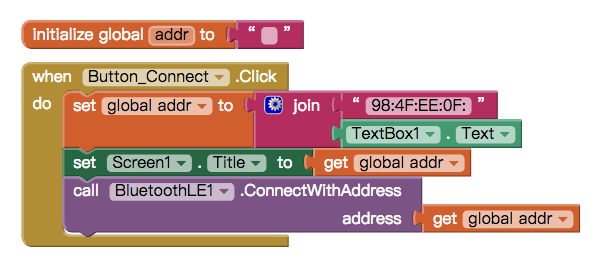 initialize global addr to " "
when Button_Connect .Click
do set global addr to join " 98:4F:EE:0F: "
TextBox1 . Text
set Screen1 . Title to get global addr
call BluetoothLE1 .ConnectWithAddress
address get global addr